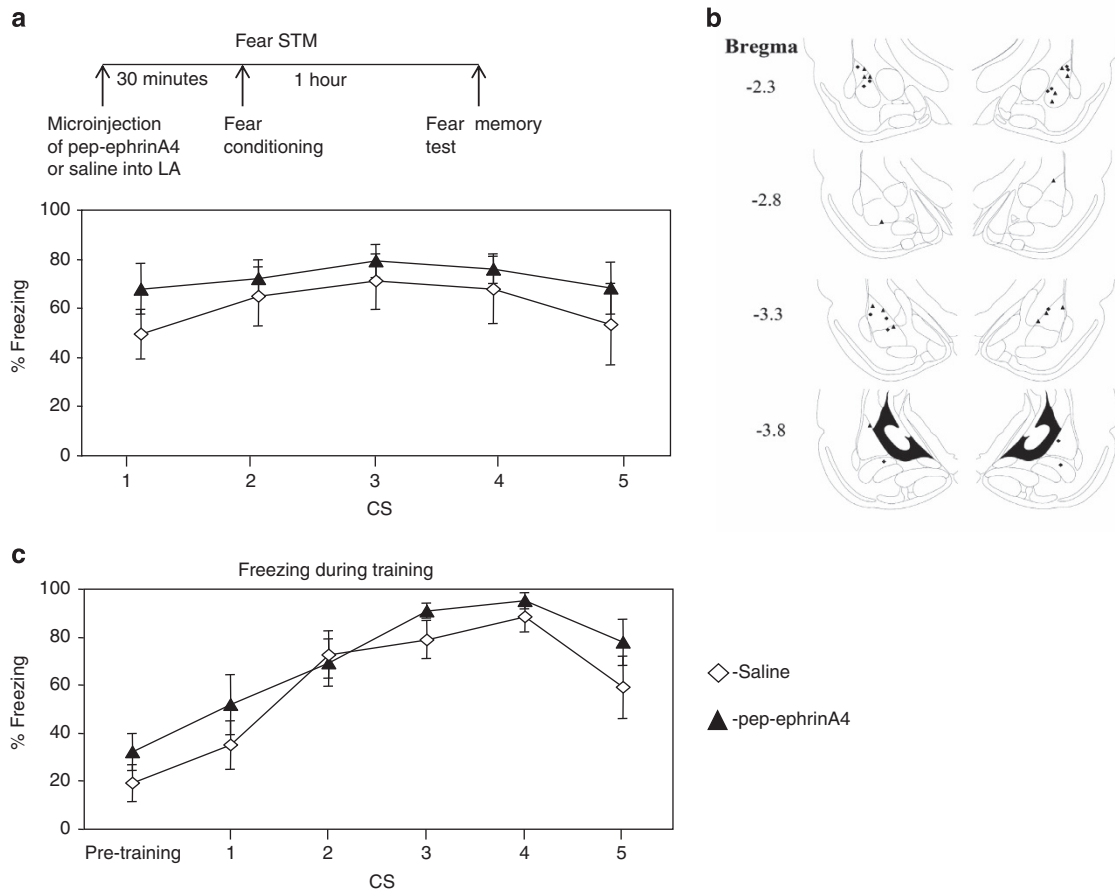 a
Fear STM
30 minutes
1 hour
Microinjection
of pep-ephrinA4
or saline into LA
Fear
conditioning
Fear memory
test
100
80
60
40
20
0
% Freezing
1 2 3 4 5
CS
b
Bregma
-2.3
-2.8
-3.3
-3.8
c
Freezing during training
100
80
60
40
20
0
% Freezing
Pre-training 1 2 3 4 5
CS
-Saline
-pep-ephrinA4